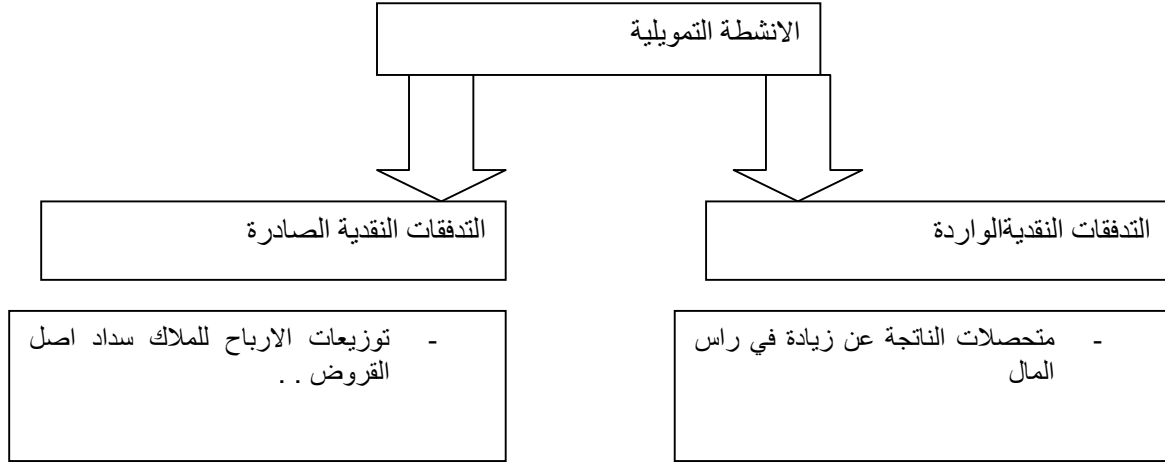 الانشطة التمويلية
التدفقات النقديةالواردة
التدفقات النقدية الصادرة
- متحصلات الناتجة عن زيادة في راس
المال
- توزيعات الارباح للملاك سداد اصل
القروض . .